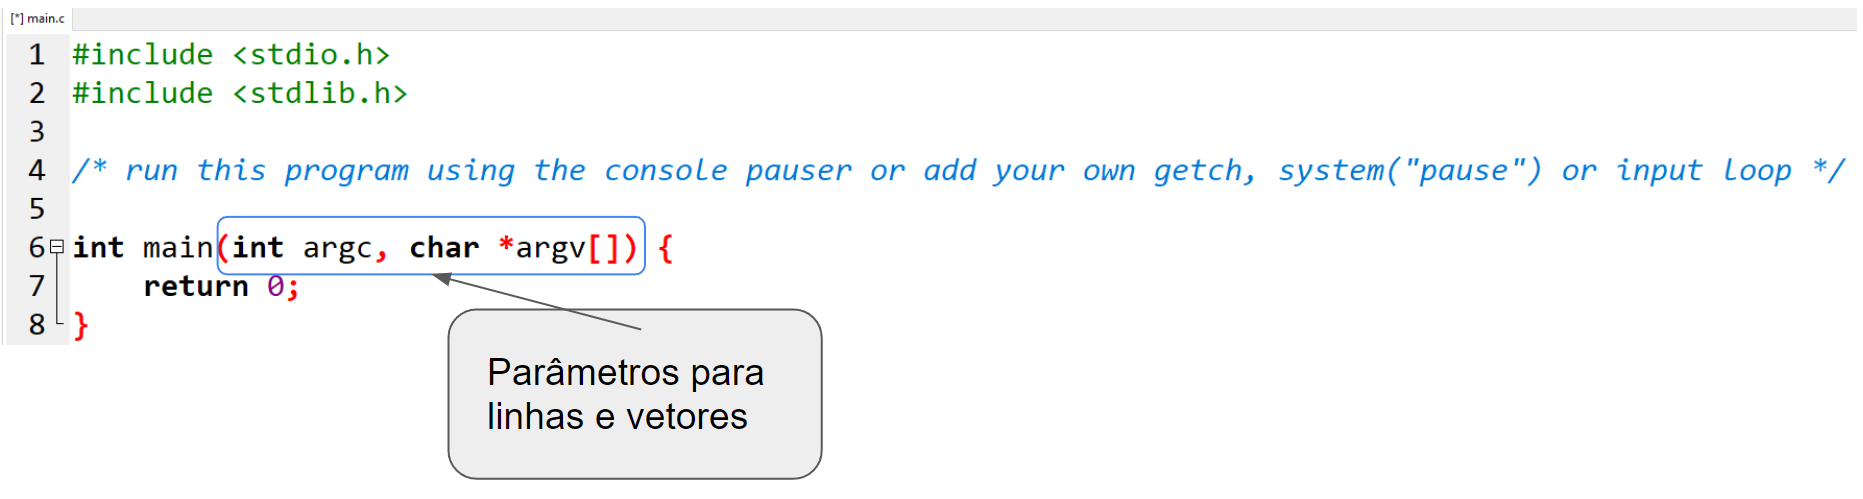 [*] main.c
1 #include <stdio.h>
2 #include <stdlib.h>
3
4 /* run this program using the console pauser or add your own getch, system("pause") or input loop */
5
6 int main(int argc, char *argv[]) {
7 return 0;
8 }
Parâmetros para
linhas e vetores